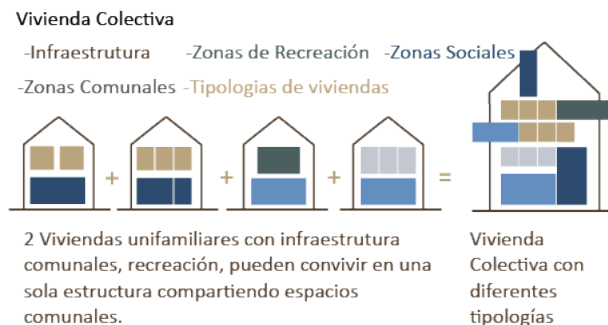 Vivienda Colectiva
-Infraestrutura -Zonas de Recreación -Zonas Sociales
-Zonas Comunales -Tipologias de viviendas
+ + + + =
2 Viviendas unifamiliares con infraestrutura
comunales, recreación, pueden convivir en una
sola estructura compartiendo espacios
comunales.
Vivienda
Colectiva con
diferentes
tipologías